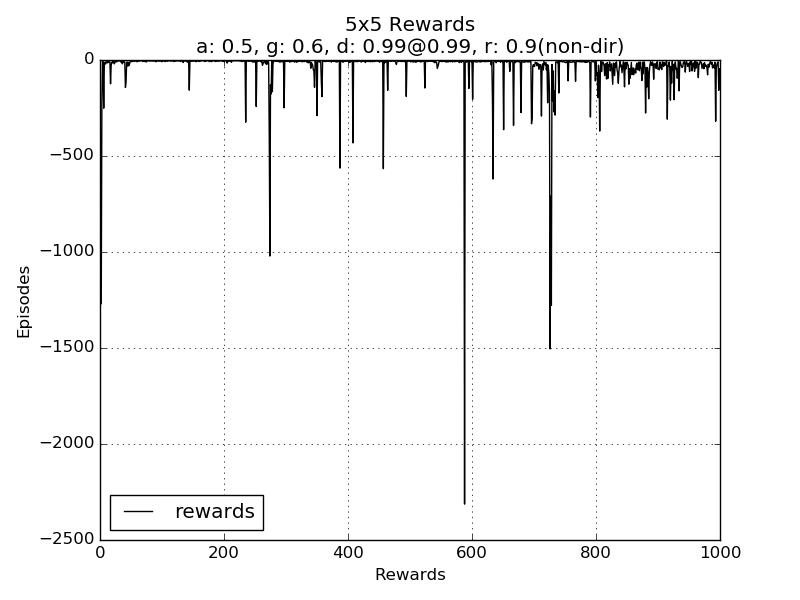 5x5 Rewards
a: 0.5, g: 0.6, d: 0.99@0.99, r: 0.9(non-dir)
0
−500
−1000
−1500
−2000
−2500
Episodes
rewards
0 200 400 600 800 1000
Rewards